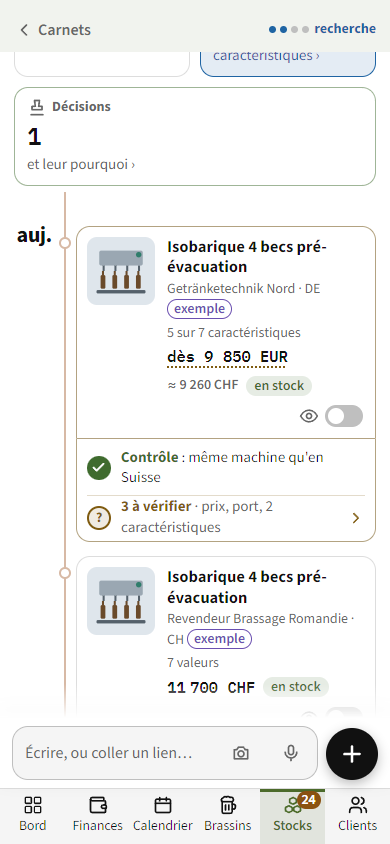 Carnets
recherche
caractéristiques ›
Décisions
1
et leur pourquoi ›
auj.
Isobarique 4 becs pré-
évacuation
Getränketechnik Nord · DE
exemple
5 sur 7 caractéristiques
dès 9 850 EUR
≈ 9 260 CHF en stock
Contrôle : même machine qu'en
Suisse
? 3 à vérifier · prix, port, 2
caractéristiques
Isobarique 4 becs pré-
évacuation
Revendeur Brassage Romandie ·
CH exemple
7 valeurs
11 700 CHF en stock
Écrire, ou coller un lien…
24
Bord Finances Calendrier Brassins Stocks Clients